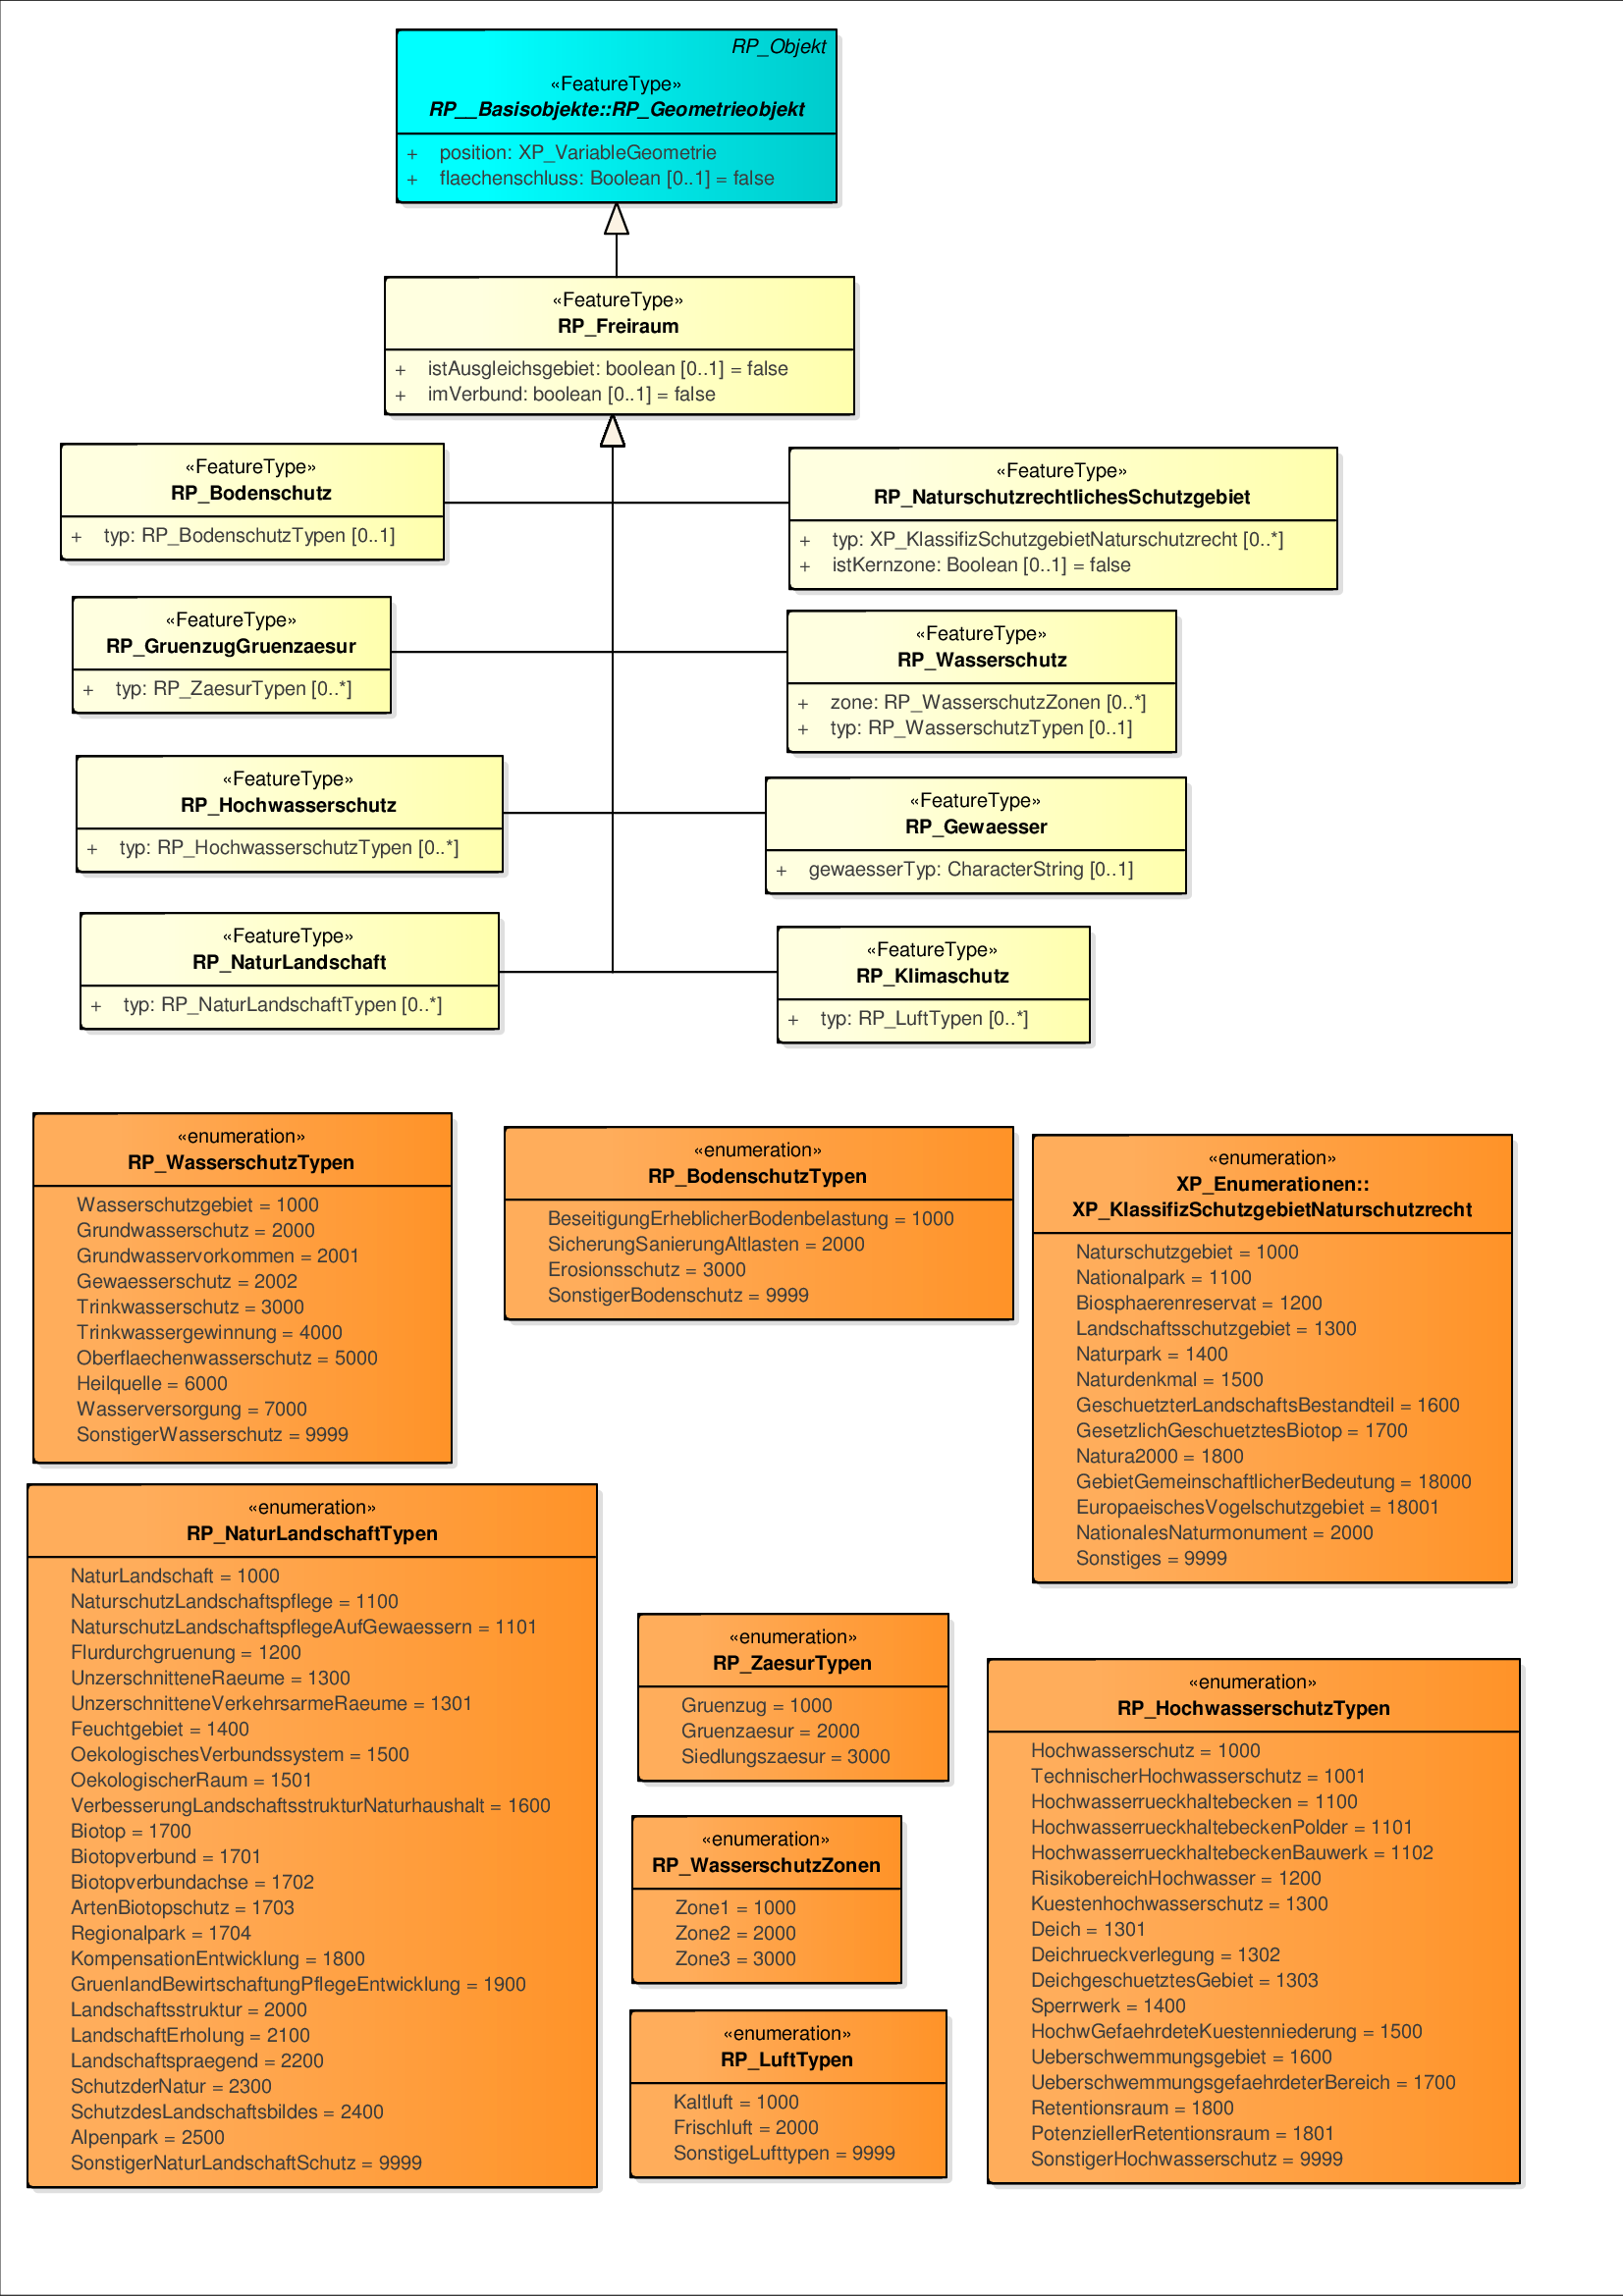 RP_Objekt
«FeatureType»
RP__Basisobjekte::RP_Geometrieobjekt
+ position: XP_VariableGeometrie
+ flaechenschluss: Boolean [0..1] = false
«FeatureType»
RP_Freiraum
+ istAusgleichsgebiet: boolean [0..1] = false
+ imVerbund: boolean [0..1] = false
«FeatureType»
RP_Bodenschutz
+ typ: RP_BodenschutzTypen [0..1]
«FeatureType»
RP_NaturschutzrechtlichesSchutzgebiet
+ typ: XP_KlassifizSchutzgebietNaturschutzrecht [0..*]
+ istKernzone: Boolean [0..1] = false
«FeatureType»
RP_GruenzugGruenzaesur
+ typ: RP_ZaesurTypen [0..*]
«FeatureType»
RP_Wasserschutz
+ zone: RP_WasserschutzZonen [0..*]
+ typ: RP_WasserschutzTypen [0..1]
«FeatureType»
RP_Hochwasserschutz
+ typ: RP_HochwasserschutzTypen [0..*]
«FeatureType»
RP_Gewaesser
+ gewaesserTyp: CharacterString [0..1]
«FeatureType»
RP_NaturLandschaft
+ typ: RP_NaturLandschaftTypen [0..*]
«FeatureType»
RP_Klimaschutz
+ typ: RP_LuftTypen [0..*]
«enumeration»
RP_WasserschutzTypen
Wasserschutzgebiet = 1000
Grundwasserschutz = 2000
Grundwasservorkommen = 2001
Gewaesserschutz = 2002
Trinkwasserschutz = 3000
Trinkwassergewinnung = 4000
Oberflaechenwasserschutz = 5000
Heilquelle = 6000
Wasserversorgung = 7000
SonstigerWasserschutz = 9999
«enumeration»
RP_BodenschutzTypen
BeseitigungErheblicherBodenbelastung = 1000
SicherungSanierungAltlasten = 2000
Erosionsschutz = 3000
SonstigerBodenschutz = 9999
«enumeration»
XP_Enumerationen::
XP_KlassifizSchutzgebietNaturschutzrecht
Naturschutzgebiet = 1000
Nationalpark = 1100
Biosphaerenreservat = 1200
Landschaftsschutzgebiet = 1300
Naturpark = 1400
Naturdenkmal = 1500
GeschuetzterLandschaftsBestandteil = 1600
GesetzlichGeschuetztesBiotop = 1700
Natura2000 = 1800
GebietGemeinschaftlicherBedeutung = 18000
EuropaeischesVogelschutzgebiet = 18001
NationalesNaturmonument = 2000
Sonstiges = 9999
«enumeration»
RP_NaturLandschaftTypen
NaturLandschaft = 1000
NaturschutzLandschaftspflege = 1100
NaturschutzLandschaftspflegeAufGewaessern = 1101
Flurdurchgruenung = 1200
UnzerschnitteneRaeume = 1300
UnzerschnitteneVerkehrsarmeRaeume = 1301
Feuchtgebiet = 1400
OekologischesVerbundssystem = 1500
OekologischerRaum = 1501
VerbesserungLandschaftsstrukturNaturhaushalt = 1600
Biotop = 1700
Biotopverbund = 1701
Biotopverbundachse = 1702
ArtenBiotopschutz = 1703
Regionalpark = 1704
KompensationEntwicklung = 1800
GruenlandBewirtschaftungPflegeEntwicklung = 1900
Landschaftsstruktur = 2000
LandschaftErholung = 2100
Landschaftspraegend = 2200
SchutzderNatur = 2300
SchutzdesLandschaftsbildes = 2400
Alpenpark = 2500
SonstigerNaturLandschaftSchutz = 9999
«enumeration»
RP_ZaesurTypen
Gruenzug = 1000
Gruenzaesur = 2000
Siedlungszaesur = 3000
«enumeration»
RP_WasserschutzZonen
Zone1 = 1000
Zone2 = 2000
Zone3 = 3000
«enumeration»
RP_LuftTypen
Kaltluft = 1000
Frischluft = 2000
SonstigeLufttypen = 9999
«enumeration»
RP_HochwasserschutzTypen
Hochwasserschutz = 1000
TechnischerHochwasserschutz = 1001
Hochwasserrueckhaltebecken = 1100
HochwasserrueckhaltebeckenPolder = 1101
HochwasserrueckhaltebeckenBauwerk = 1102
RisikobereichHochwasser = 1200
Kuestenhochwasserschutz = 1300
Deich = 1301
Deichrueckverlegung = 1302
DeichgeschuetztesGebiet = 1303
Sperrwerk = 1400
HochwGefaehrdeteKuestenniederung = 1500
Ueberschwemmungsgebiet = 1600
UeberschwemmungsgefaehrdeterBereich = 1700
Retentionsraum = 1800
PotenziellerRetentionsraum = 1801
SonstigerHochwasserschutz = 9999